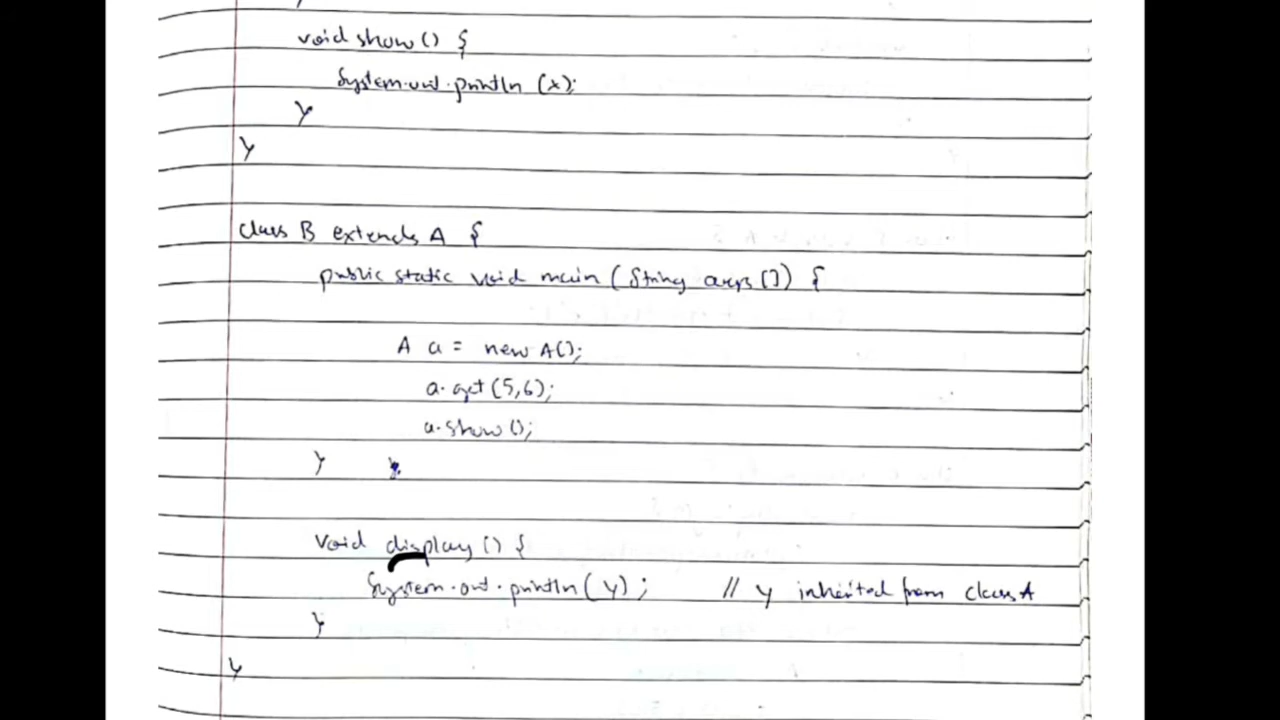 void show() {
System.out.println (x);
}
}
class B extends A {
public static void main (String args []) {
A a = new A();
a.get(5,6);
a.show();
}
void display () {
System.out.println(y); // y inherited from class A
}
}